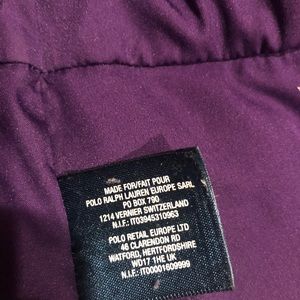 MADE FOR/FAIT POUR
POLO RALPH LAUREN EUROPE SARL
PO BOX 790
1214 VERNIER SWITZERLAND
N.I.F.: IT03945310963
POLO RETAIL EUROPE LTD
46 CLARENDON RD
WATFORD, HERTFORDSHIRE
WD17 1HE UK
N.I.F.: IT00001609999